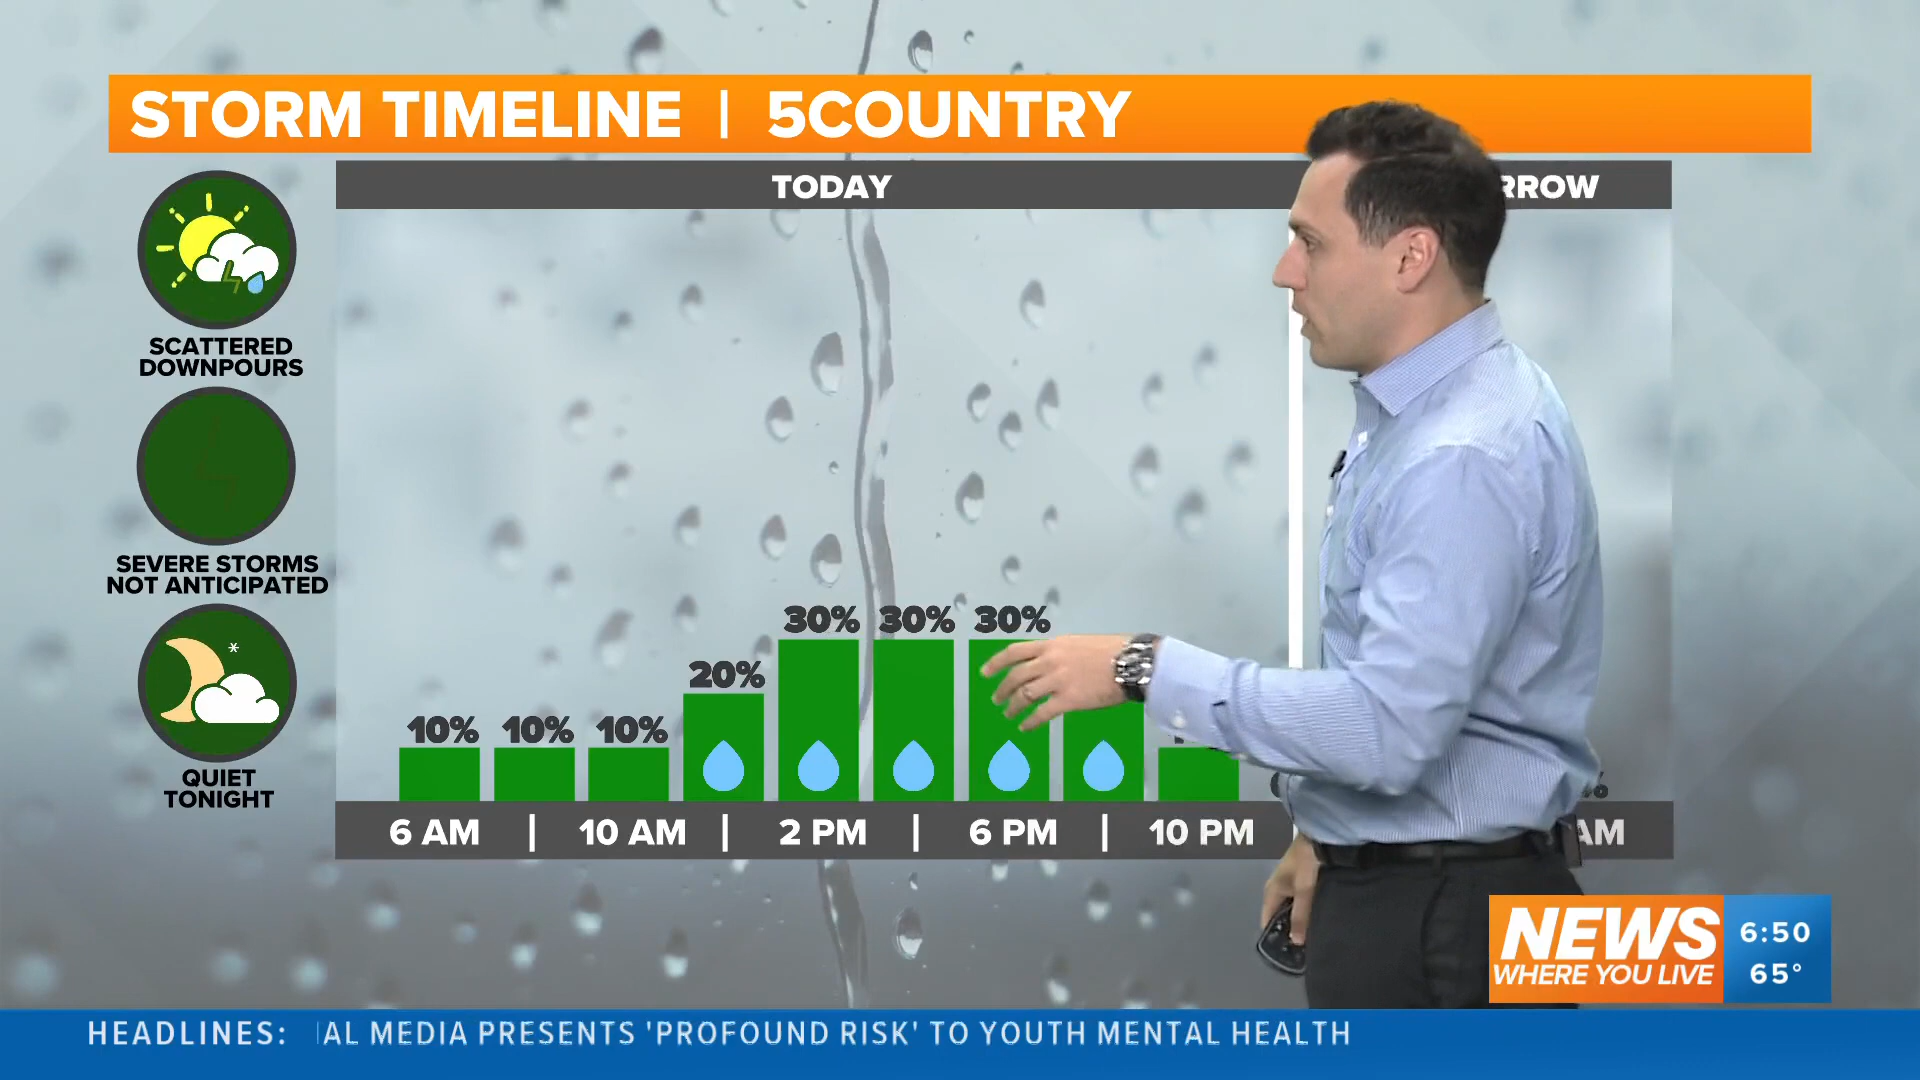 STORM TIMELINE | 5COUNTRY
TODAY
RROW
SCATTERED
DOWNPOURS
SEVERE STORMS
NOT ANTICIPATED
QUIET
TONIGHT
10% 10% 10% 20% 30% 30% 30%
6 AM | 10 AM | 2 PM | 6 PM | 10 PM
AM
NEWS
WHERE YOU LIVE
6:50
65°
HEADLINES: IAL MEDIA PRESENTS 'PROFOUND RISK' TO YOUTH MENTAL HEALTH